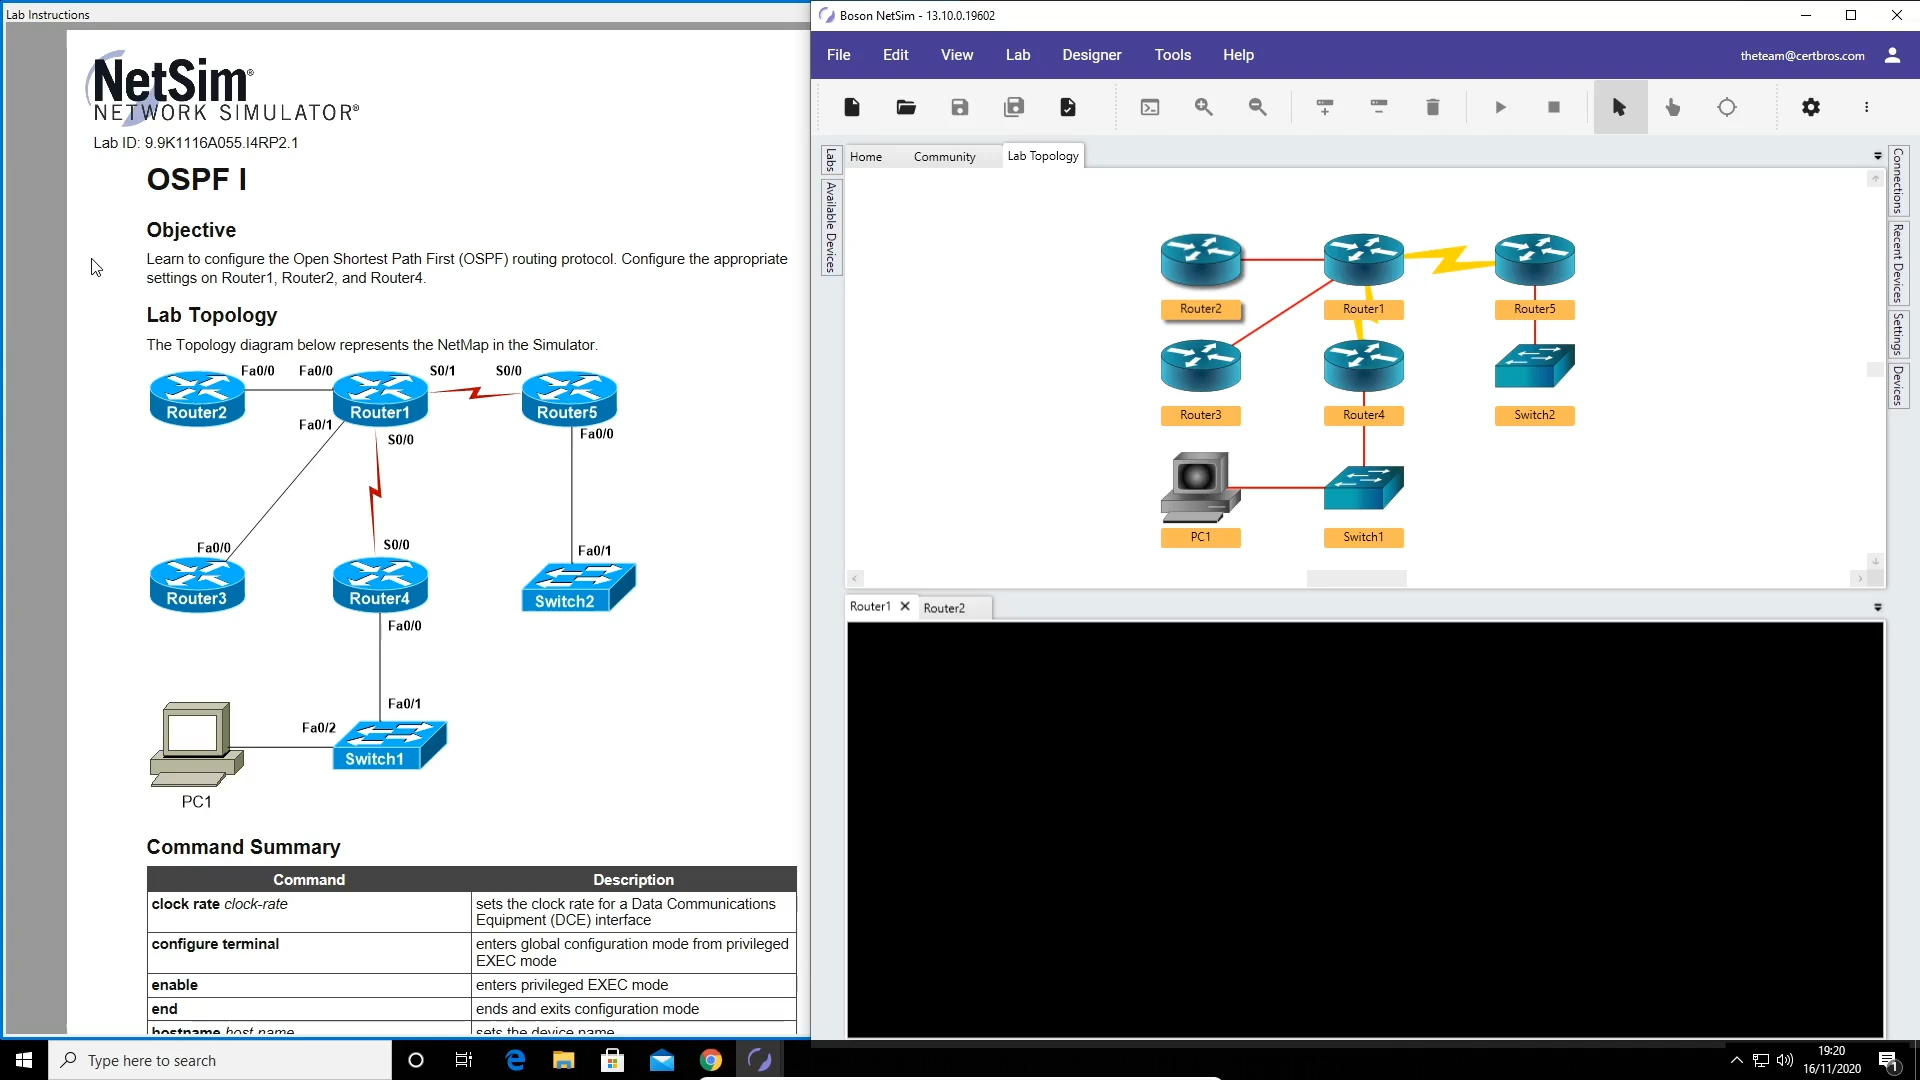 Lab Instructions
NetSim®
NETWORK SIMULATOR®
Lab ID: 9.9K1116A055.I4RP2.1
OSPF I
Objective
Learn to configure the Open Shortest Path First (OSPF) routing protocol. Configure the appropriate
settings on Router1, Router2, and Router4.
Lab Topology
The Topology diagram below represents the NetMap in the Simulator.
Fa0/0 Fa0/0 S0/1 S0/0
Router2 Router1 Router5
Fa0/1 S0/0 Fa0/0
Fa0/0 S0/0 Fa0/1
Router3 Router4 Switch2
Fa0/0
Fa0/1
Fa0/2
Switch1
PC1
Command Summary
Command Description
clock rate clock-rate sets the clock rate for a Data Communications
Equipment (DCE) interface
configure terminal enters global configuration mode from privileged
EXEC mode
enable enters privileged EXEC mode
end ends and exits configuration mode
hostname host-name sets the device name
Boson NetSim - 13.10.0.19602
File Edit View Lab Designer Tools Help theteam@certbros.com
Labs
Available Devices
Home Community Lab Topology
Connections
Recent Devices
Settings
Devices
Router2 Router1 Router5
Router3 Router4 Switch2
PC1 Switch1
Router1 Router2
Type here to search
19:20
16/11/2020
1